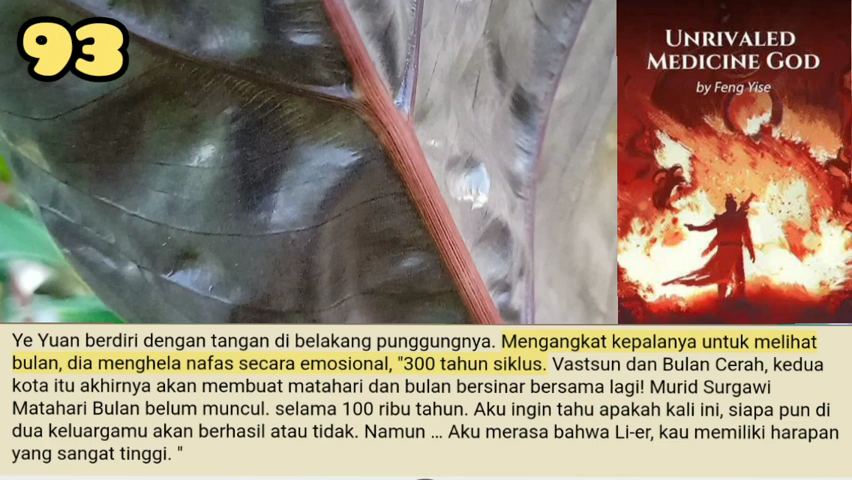 93
UNRIVALED
MEDICINE GOD
by Feng Yise
Ye Yuan berdiri dengan tangan di belakang punggungnya. Mengangkat kepalanya untuk melihat
bulan, dia menghela nafas secara emosional, "300 tahun siklus. Vastsun dan Bulan Cerah, kedua
kota itu akhirnya akan membuat matahari dan bulan bersinar bersama lagi! Murid Surgawi
Matahari Bulan belum muncul. selama 100 ribu tahun. Aku ingin tahu apakah kali ini, siapa pun di
dua keluargamu akan berhasil atau tidak. Namun ... Aku merasa bahwa Li-er, kau memiliki harapan
yang sangat tinggi. "